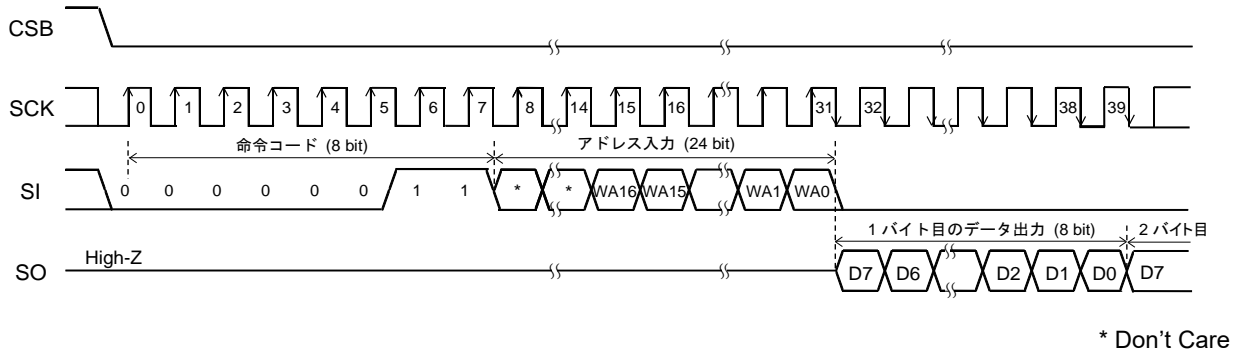 CSB
SCK 0 1 2 3 4 5 6 7 8 14 15 16 31 32 38 39
命令コード (8 bit) アドレス入力 (24 bit)
SI 0 0 0 0 0 0 1 1 * * WA16 WA15 WA1 WA0
1 バイト目のデータ出力 (8 bit) 2 バイト目
High-Z
SO D7 D6 D2 D1 D0 D7
* Don't Care